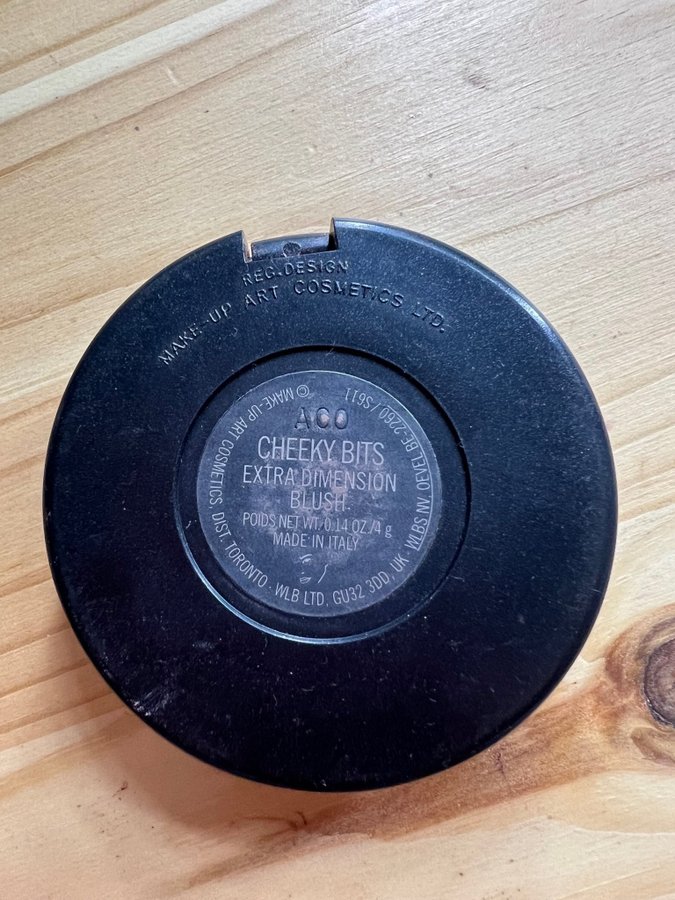 REG. DESIGN
MAKE-UP ART COSMETICS LTD.
AC0
CHEEKY BITS
EXTRA DIMENSION
BLUSH
POIDS NET WT. 0.14 OZ./4 g
MADE IN ITALY
© MAKE-UP ART COSMETICS, DIST. TORONTO · WLB LTD, GU32 3DD, UK · WLBS NV, OEVEL BE-2260 / S611